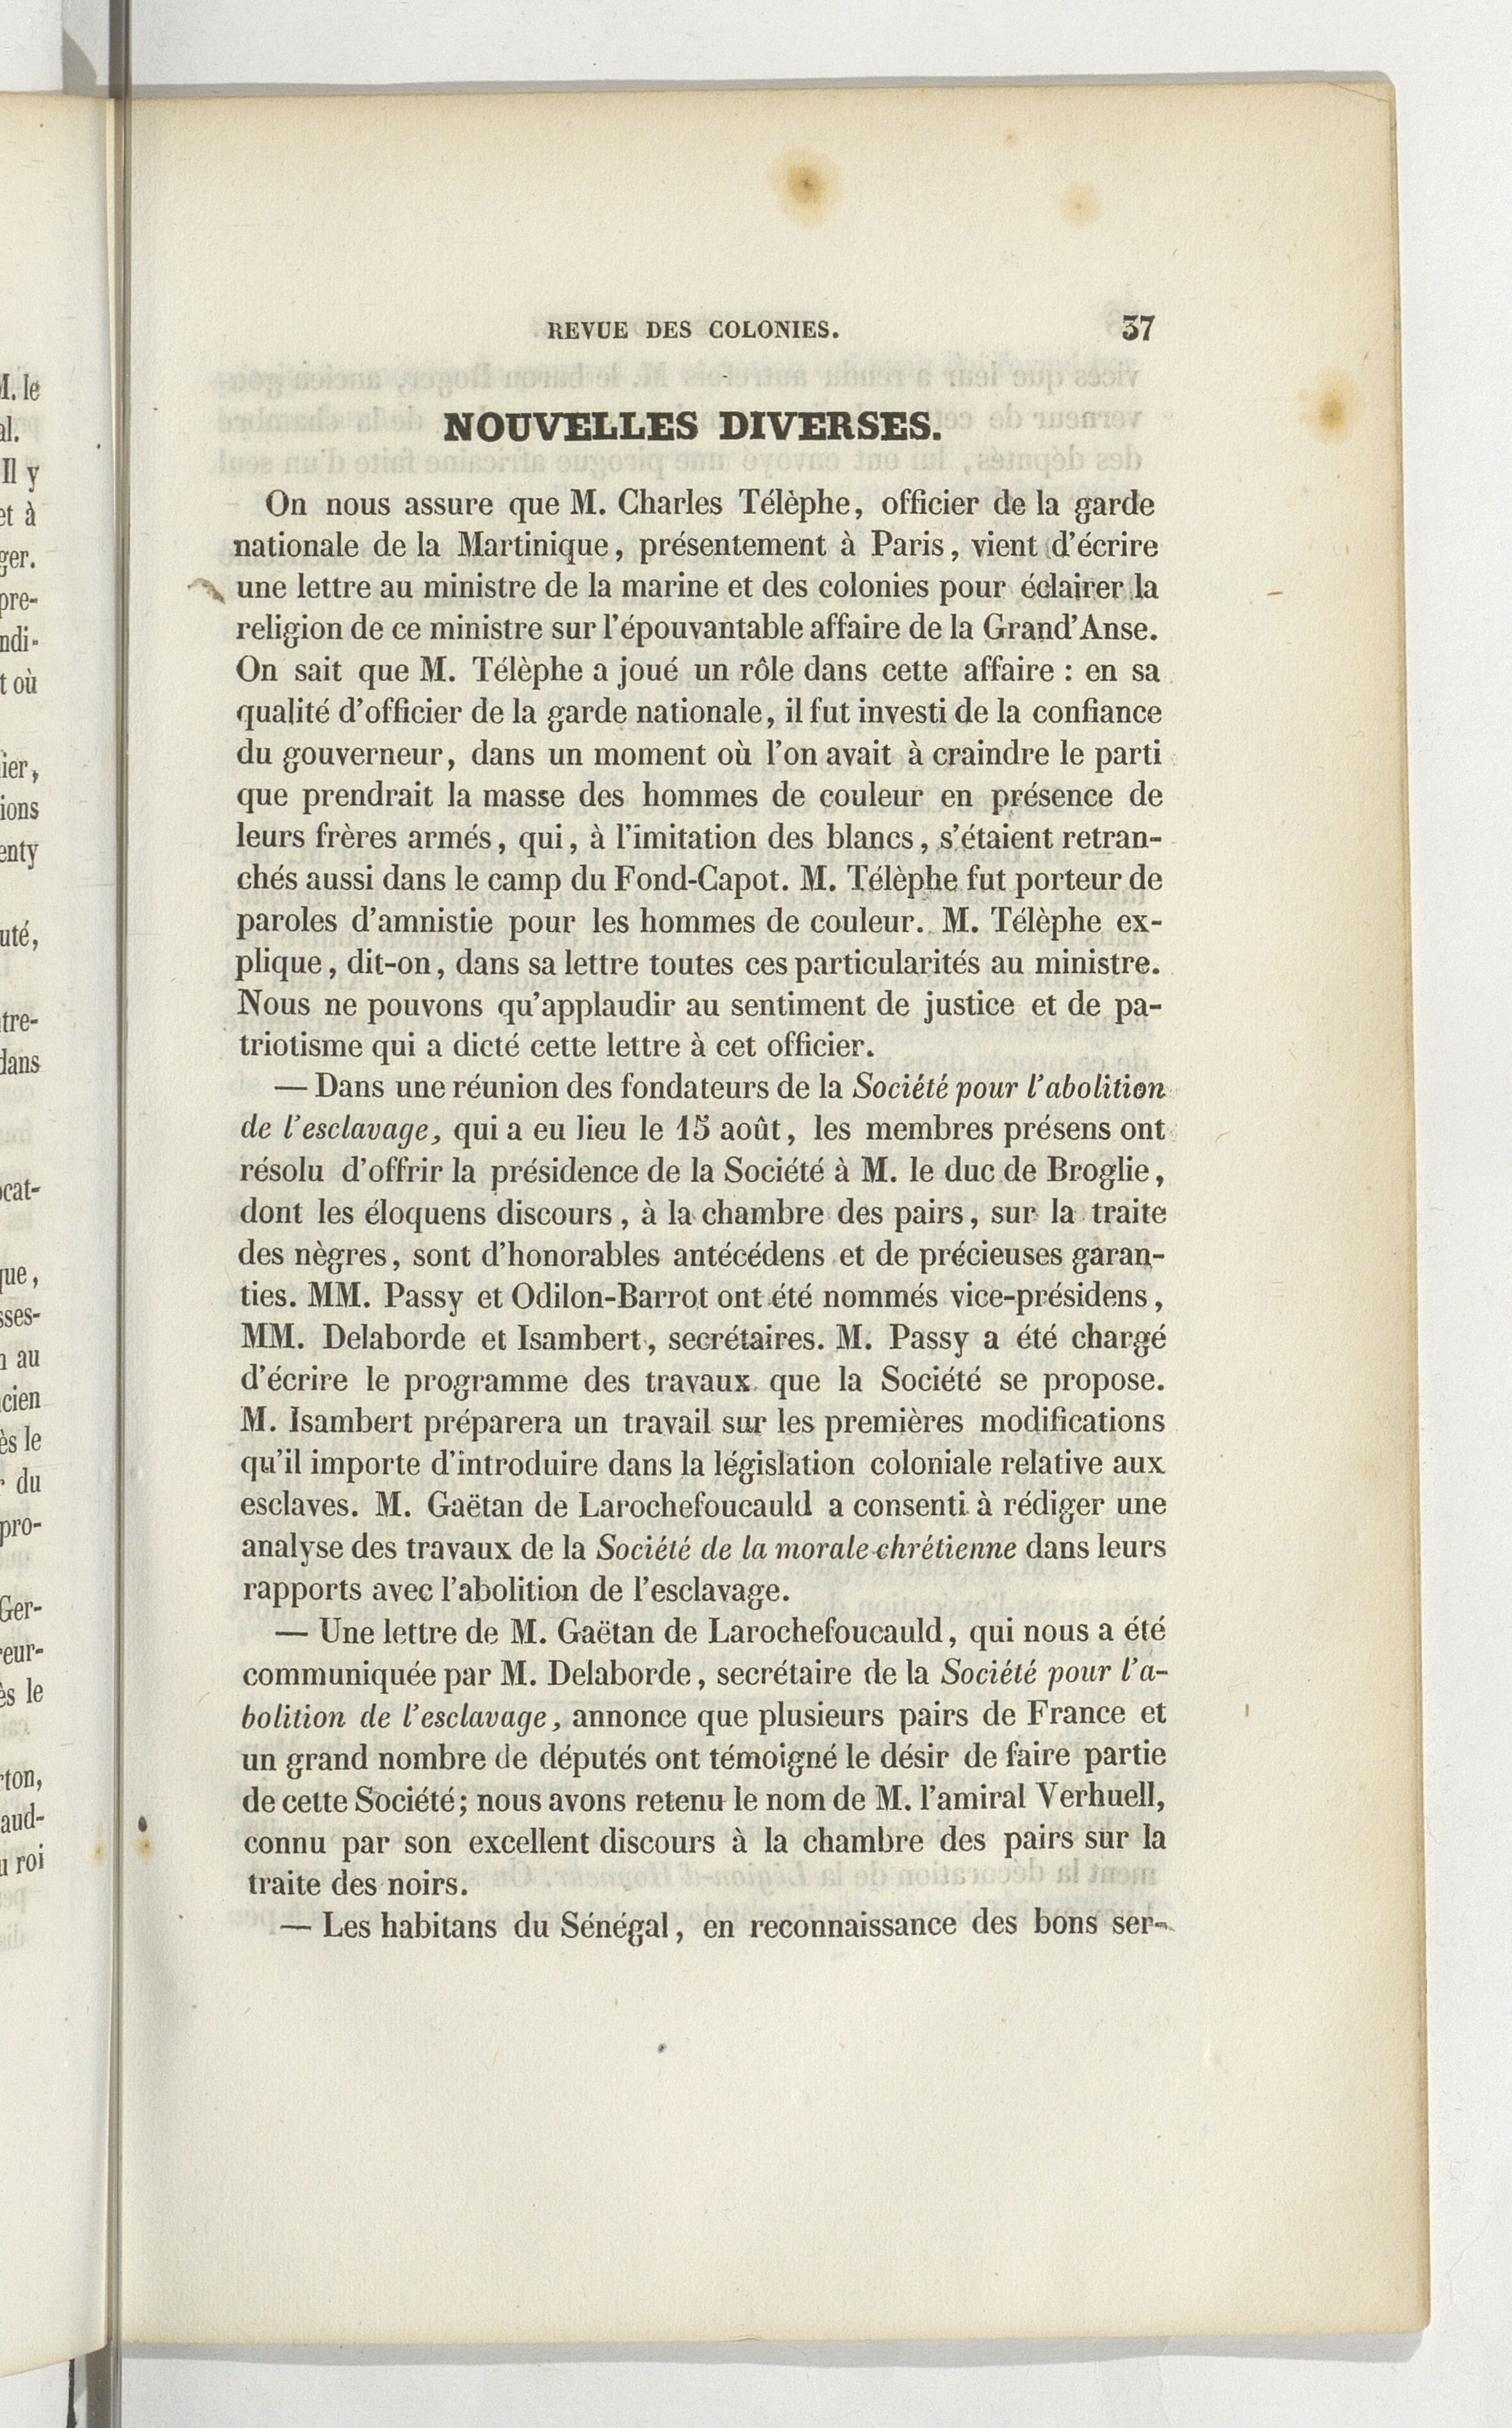 REVUE DES COLONIES. 37
NOUVELLES DIVERSES.
On nous assure que M. Charles Télèphe, officier de la garde
nationale de la Martinique, présentement à Paris, vient d'écrire
une lettre au ministre de la marine et des colonies pour éclairer la
religion de ce ministre sur l'épouvantable affaire de la Grand'Anse.
On sait que M. Télèphe a joué un rôle dans cette affaire : en sa
qualité d'officier de la garde nationale, il fut investi de la confiance
du gouverneur, dans un moment où l'on avait à craindre le parti
que prendrait la masse des hommes de couleur en présence de
leurs frères armés, qui, à l'imitation des blancs, s'étaient retran-
chés aussi dans le camp du Fond-Capot. M. Télèphe fut porteur de
paroles d'amnistie pour les hommes de couleur. M. Télèphe ex-
plique, dit-on, dans sa lettre toutes ces particularités au ministre.
Nous ne pouvons qu'applaudir au sentiment de justice et de pa-
triotisme qui a dicté cette lettre à cet officier.
— Dans une réunion des fondateurs de la Société pour l'abolition
de l'esclavage, qui a eu lieu le 15 août, les membres présens ont
résolu d'offrir la présidence de la Société à M. le duc de Broglie,
dont les éloquens discours, à la chambre des pairs, sur la traite
des nègres, sont d'honorables antécédens et de précieuses garan-
ties. MM. Passy et Odilon-Barrot ont été nommés vice-présidens,
MM. Delaborde et Isambert, secrétaires. M. Passy a été chargé
d'écrire le programme des travaux que la Société se propose.
M. Isambert préparera un travail sur les premières modifications
qu'il importe d'introduire dans la législation coloniale relative aux
esclaves. M. Gaëtan de Larochefoucauld a consenti à rédiger une
analyse des travaux de la Société de la morale chrétienne dans leurs
rapports avec l'abolition de l'esclavage.
— Une lettre de M. Gaëtan de Larochefoucauld, qui nous a été
communiquée par M. Delaborde, secrétaire de la Société pour l'a-
bolition de l'esclavage, annonce que plusieurs pairs de France et
un grand nombre de députés ont témoigné le désir de faire partie
de cette Société; nous avons retenu le nom de M. l'amiral Verhuell,
connu par son excellent discours à la chambre des pairs sur la
traite des noirs.
— Les habitans du Sénégal, en reconnaissance des bons ser-